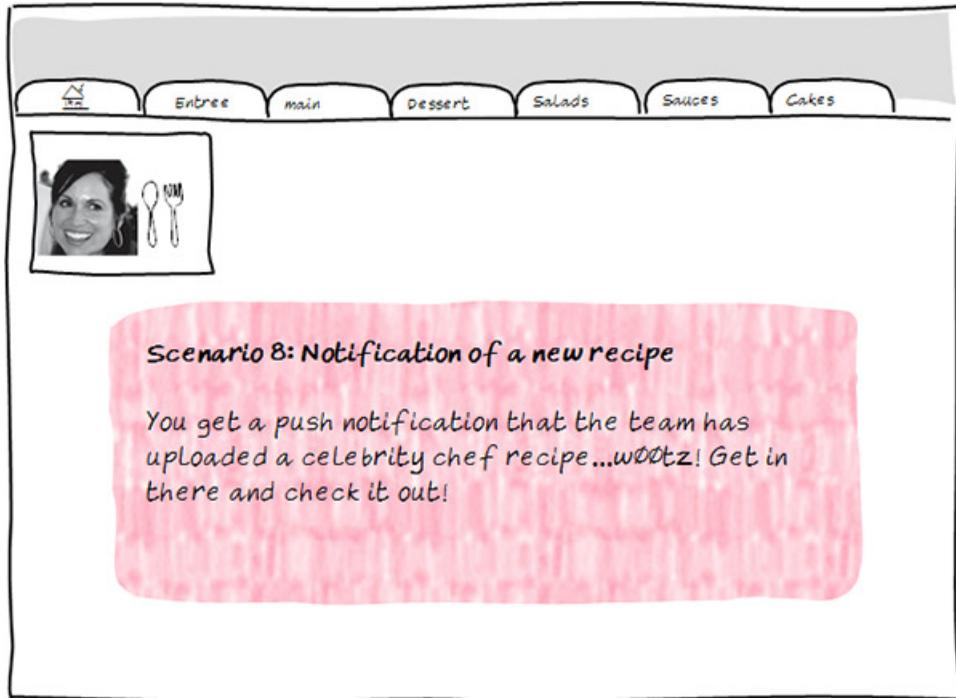 Entree
main
Dessert
Salads
Sauces
Cakes
Scenario 8: Notification of a new recipe
You get a push notification that the team has
uploaded a celebrity chef recipe...wØØtz! Get in
there and check it out!